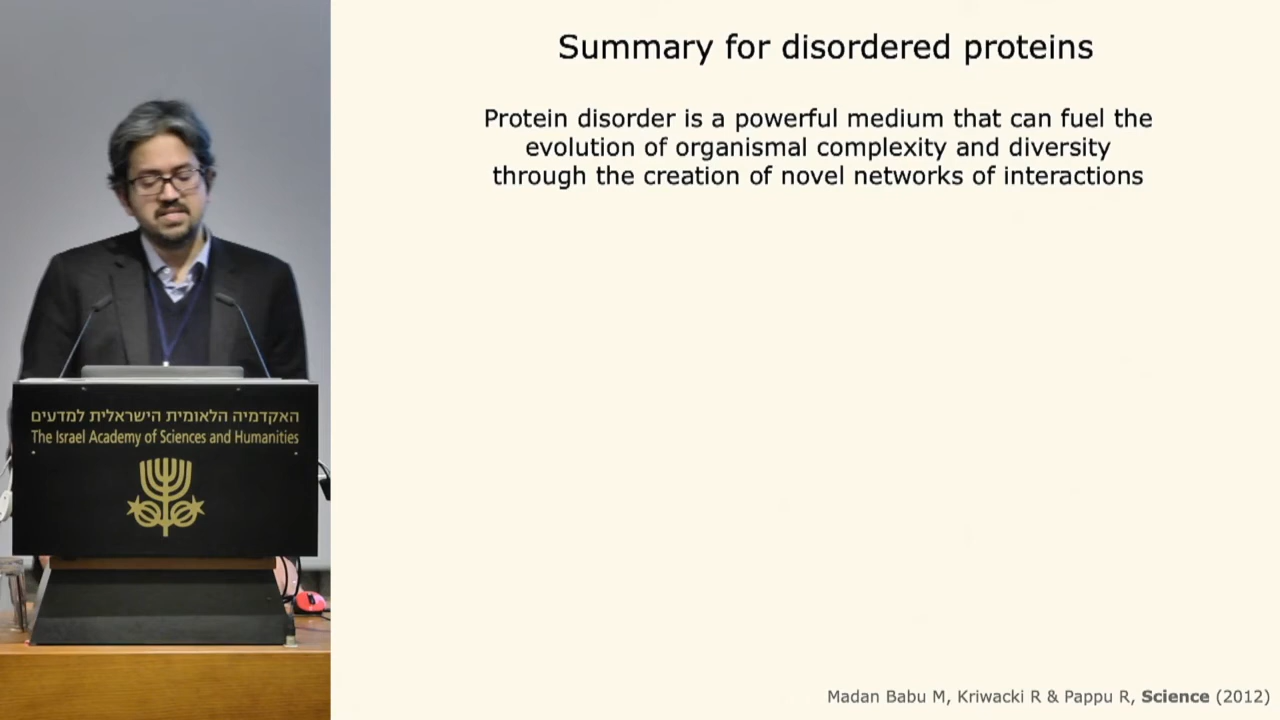 Summary for disordered proteins
Protein disorder is a powerful medium that can fuel the
evolution of organismal complexity and diversity
through the creation of novel networks of interactions
האקדמיה הלאומית הישראלית למדעים
The Israel Academy of Sciences and Humanities
Madan Babu M, Kriwacki R & Pappu R, Science (2012)